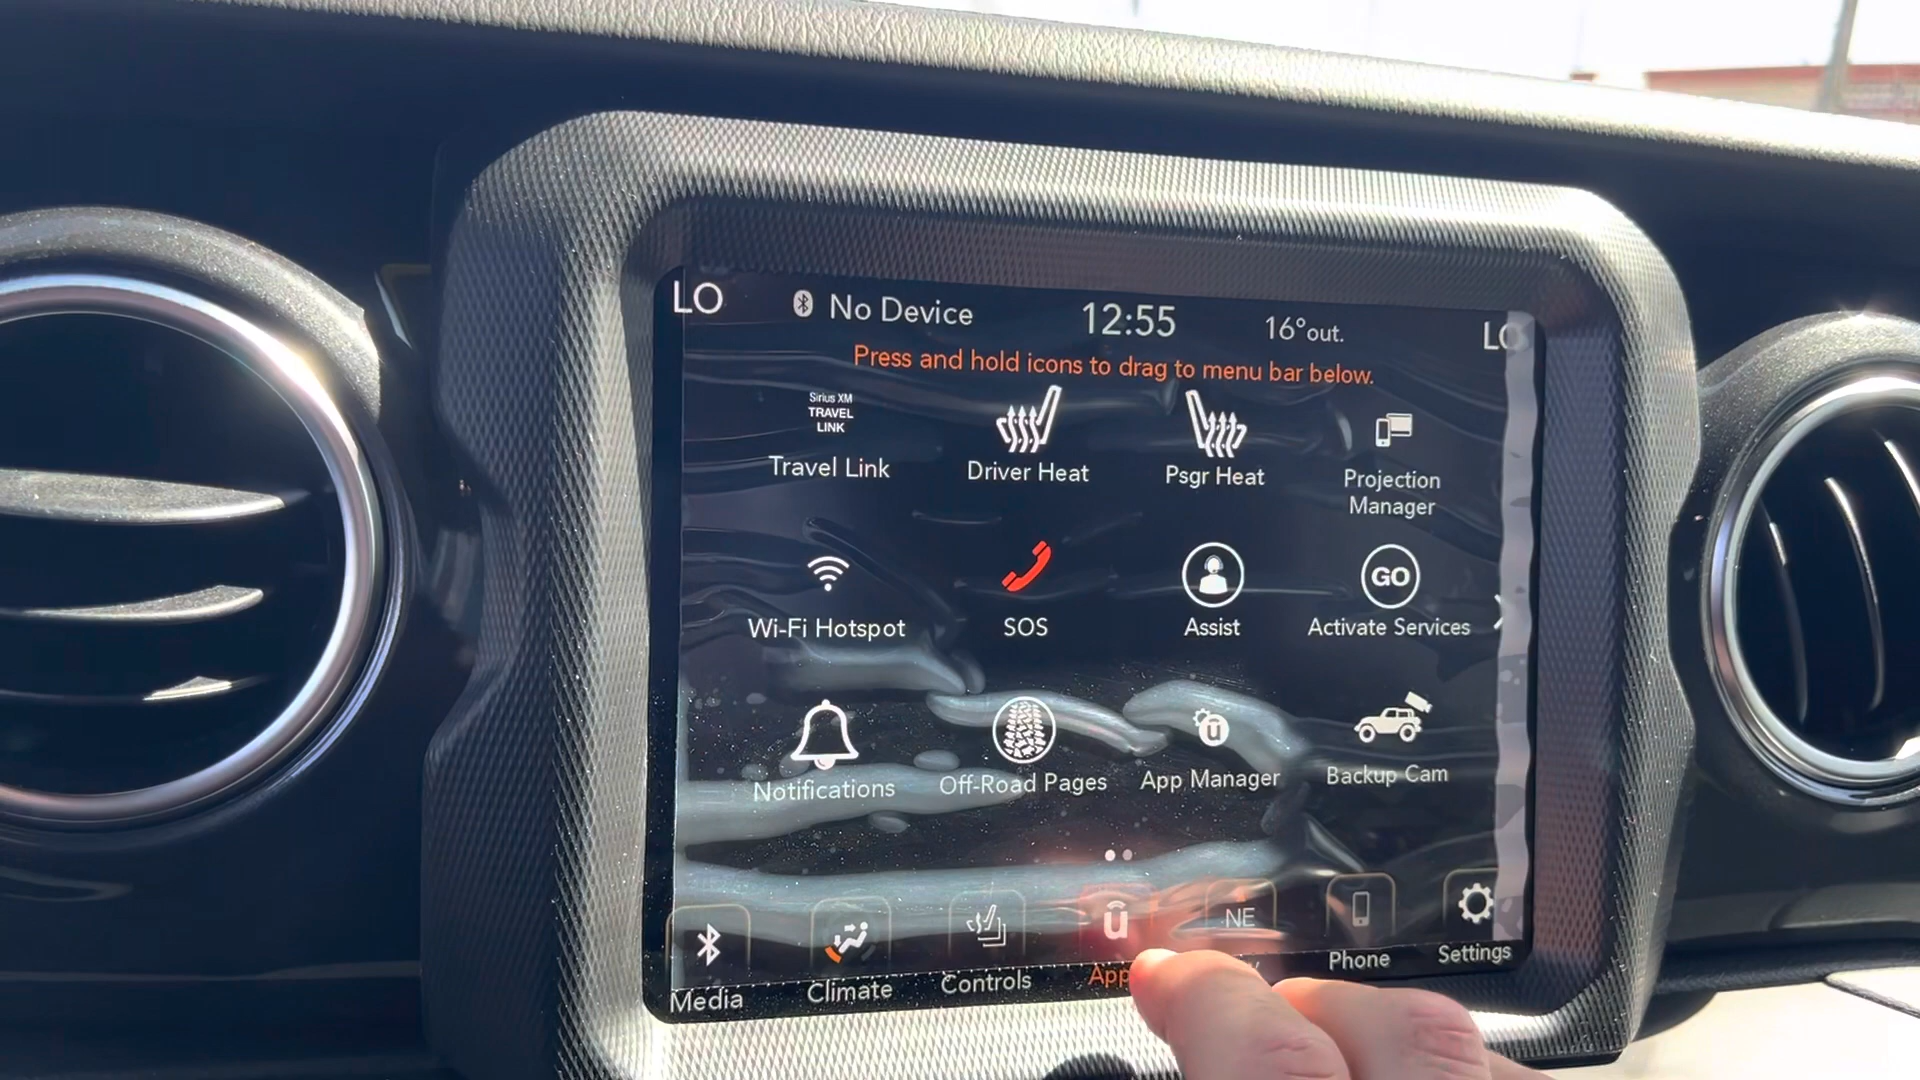 LO No Device 12:55 16°out. LO
Press and hold icons to drag to menu bar below.
Sirius XM
TRAVEL
LINK
Travel Link Driver Heat Psgr Heat Projection
Manager
GO
Wi-Fi Hotspot SOS Assist Activate Services
ū
Notifications Off-Road Pages App Manager Backup Cam
ū NE
Media Climate Controls App Phone Settings